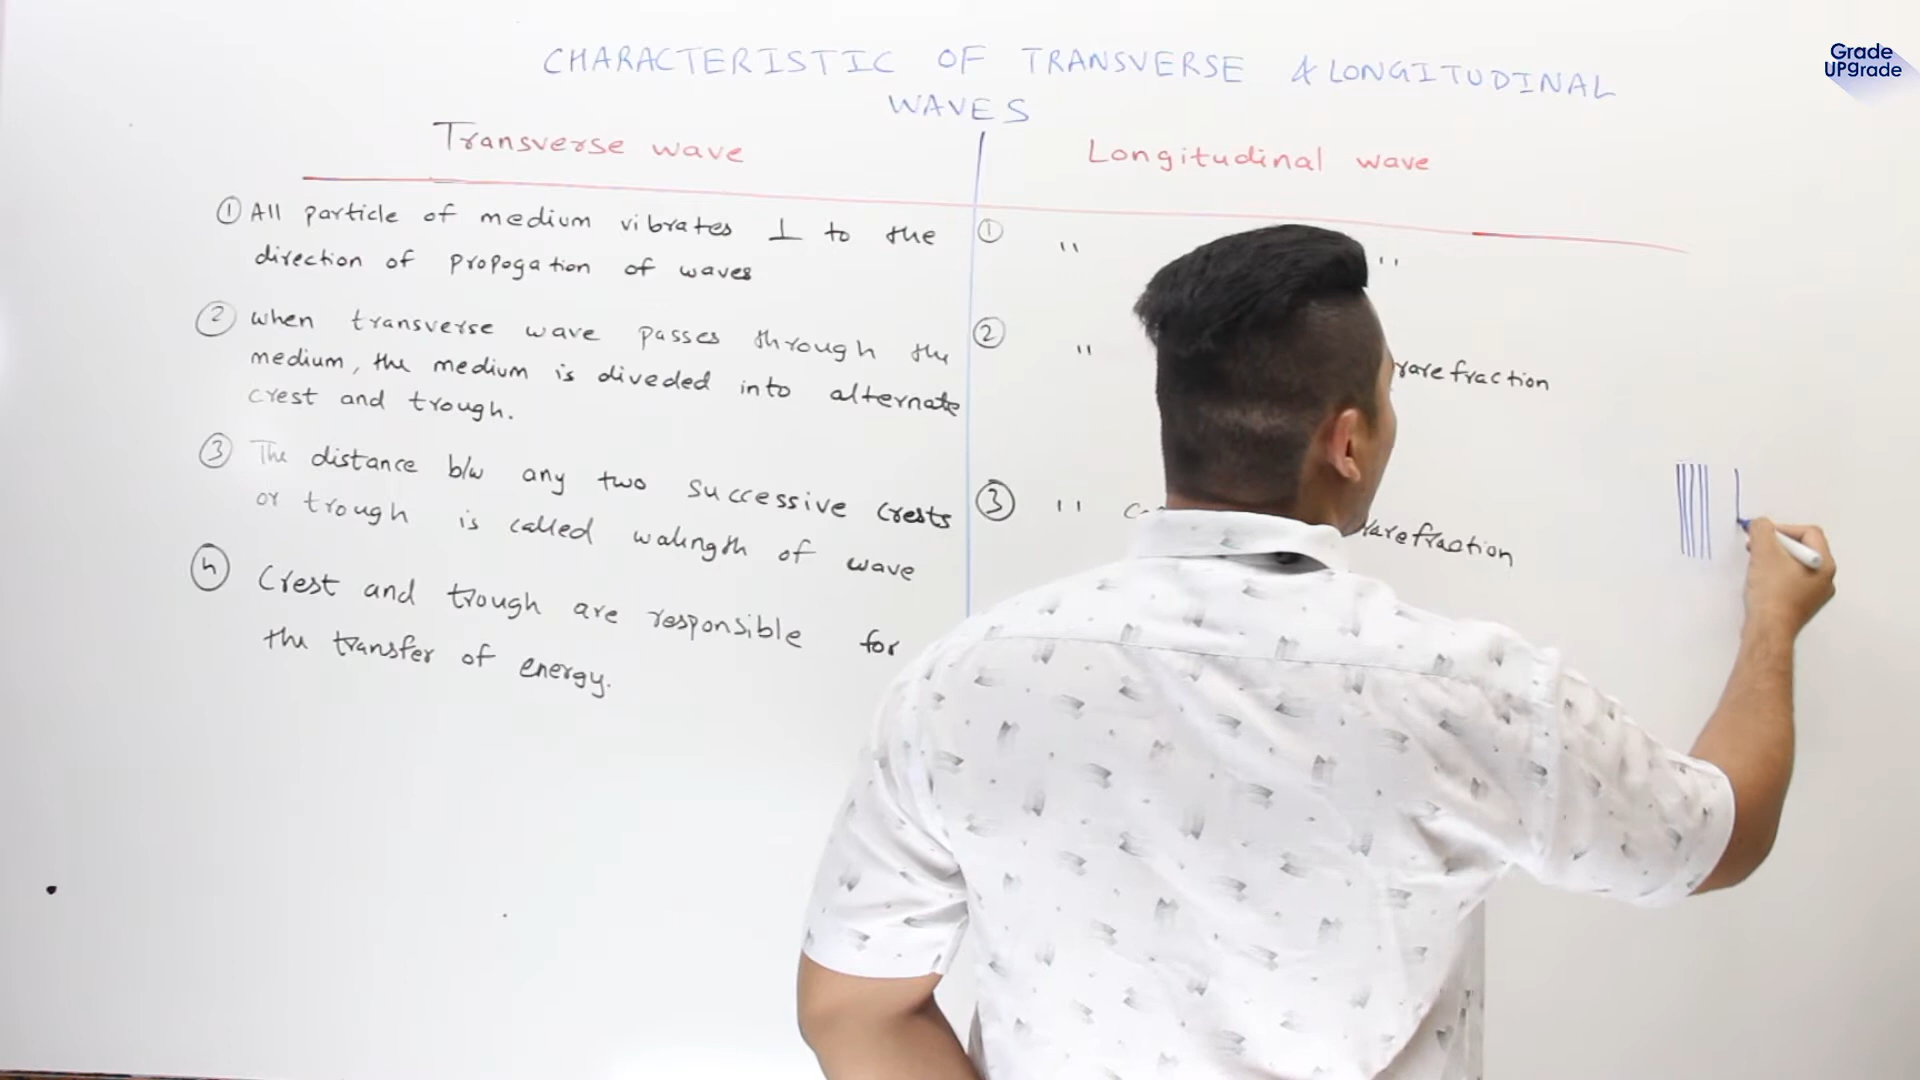 CHARACTERISTIC OF TRANSVERSE & LONGITUDINAL
WAVES
Grade
UPgrade
Transverse wave
① All particle of medium vibrates ⊥ to the
direction of propogation of waves
② When transverse wave passes through the
medium, the medium is diveded into alternate
crest and trough.
③ The distance b/w any two successive crests
or trough is called walingth of wave
④ Crest and trough are responsible for
the transfer of energy.
Longitudinal wave
① " "
② " rarefraction
③ " Rarefraction